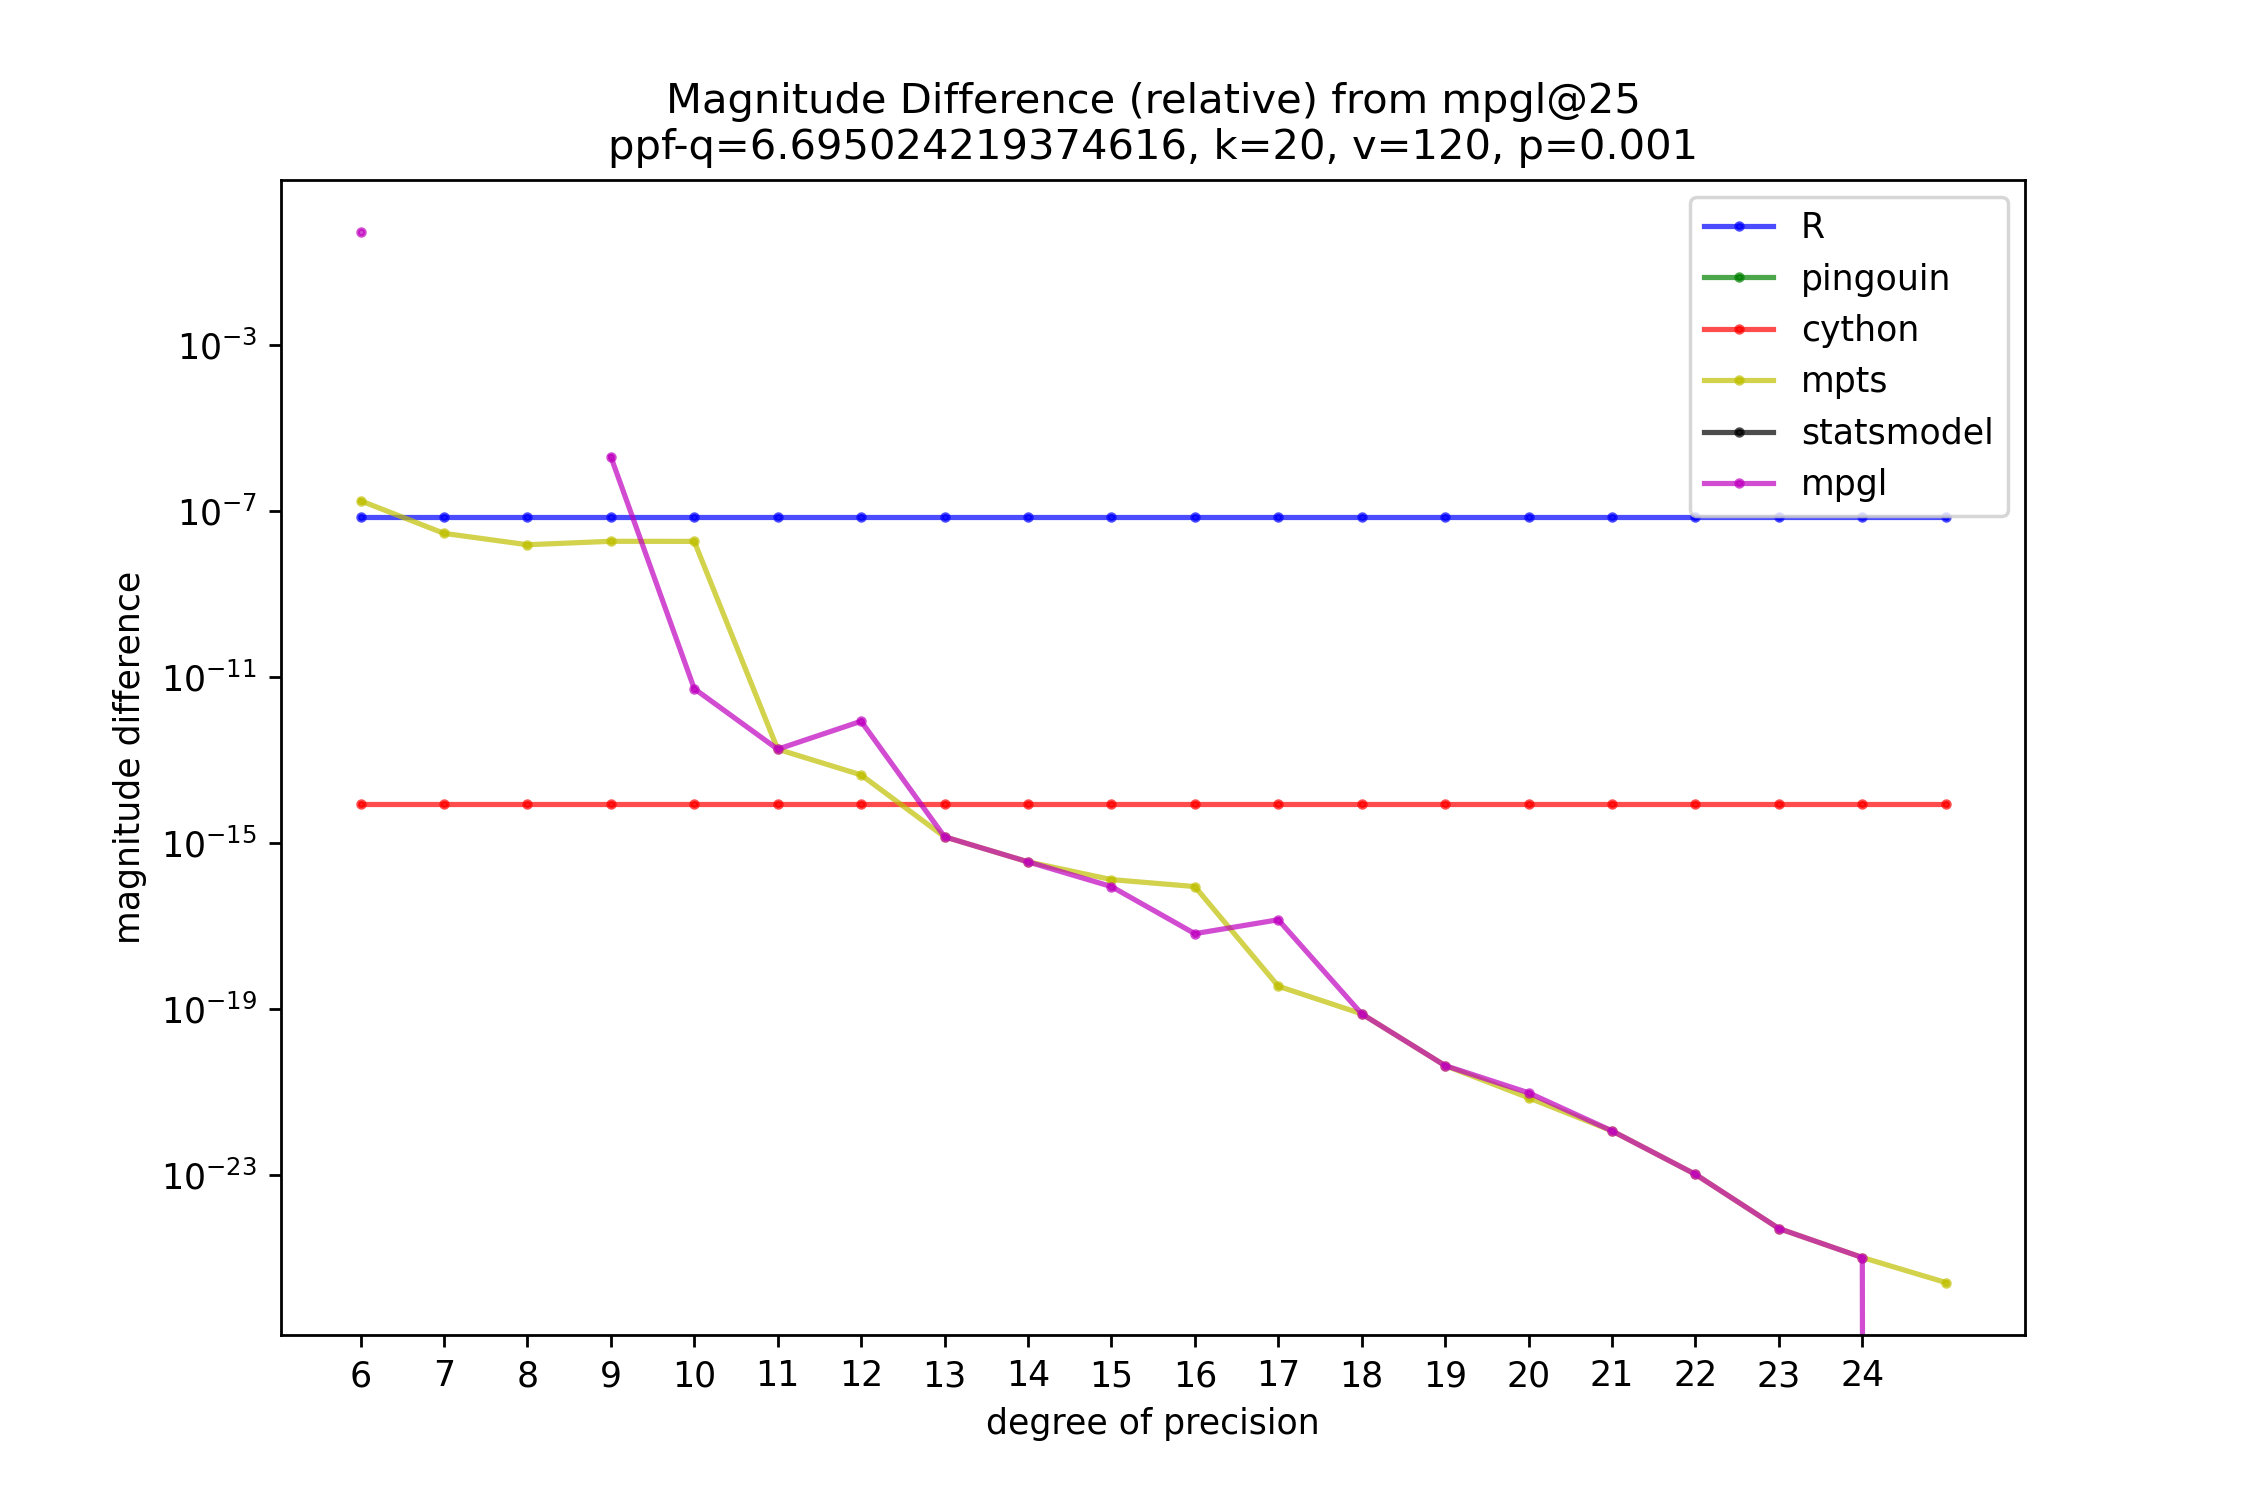 Magnitude Difference (relative) from mpgl@25
ppf-q=6.695024219374616, k=20, v=120, p=0.001
R
pingouin
cython
mpts
statsmodel
mpgl
magnitude difference
10⁻³
10⁻⁷
10⁻¹¹
10⁻¹⁵
10⁻¹⁹
10⁻²³
6 7 8 9 10 11 12 13 14 15 16 17 18 19 20 21 22 23 24
degree of precision